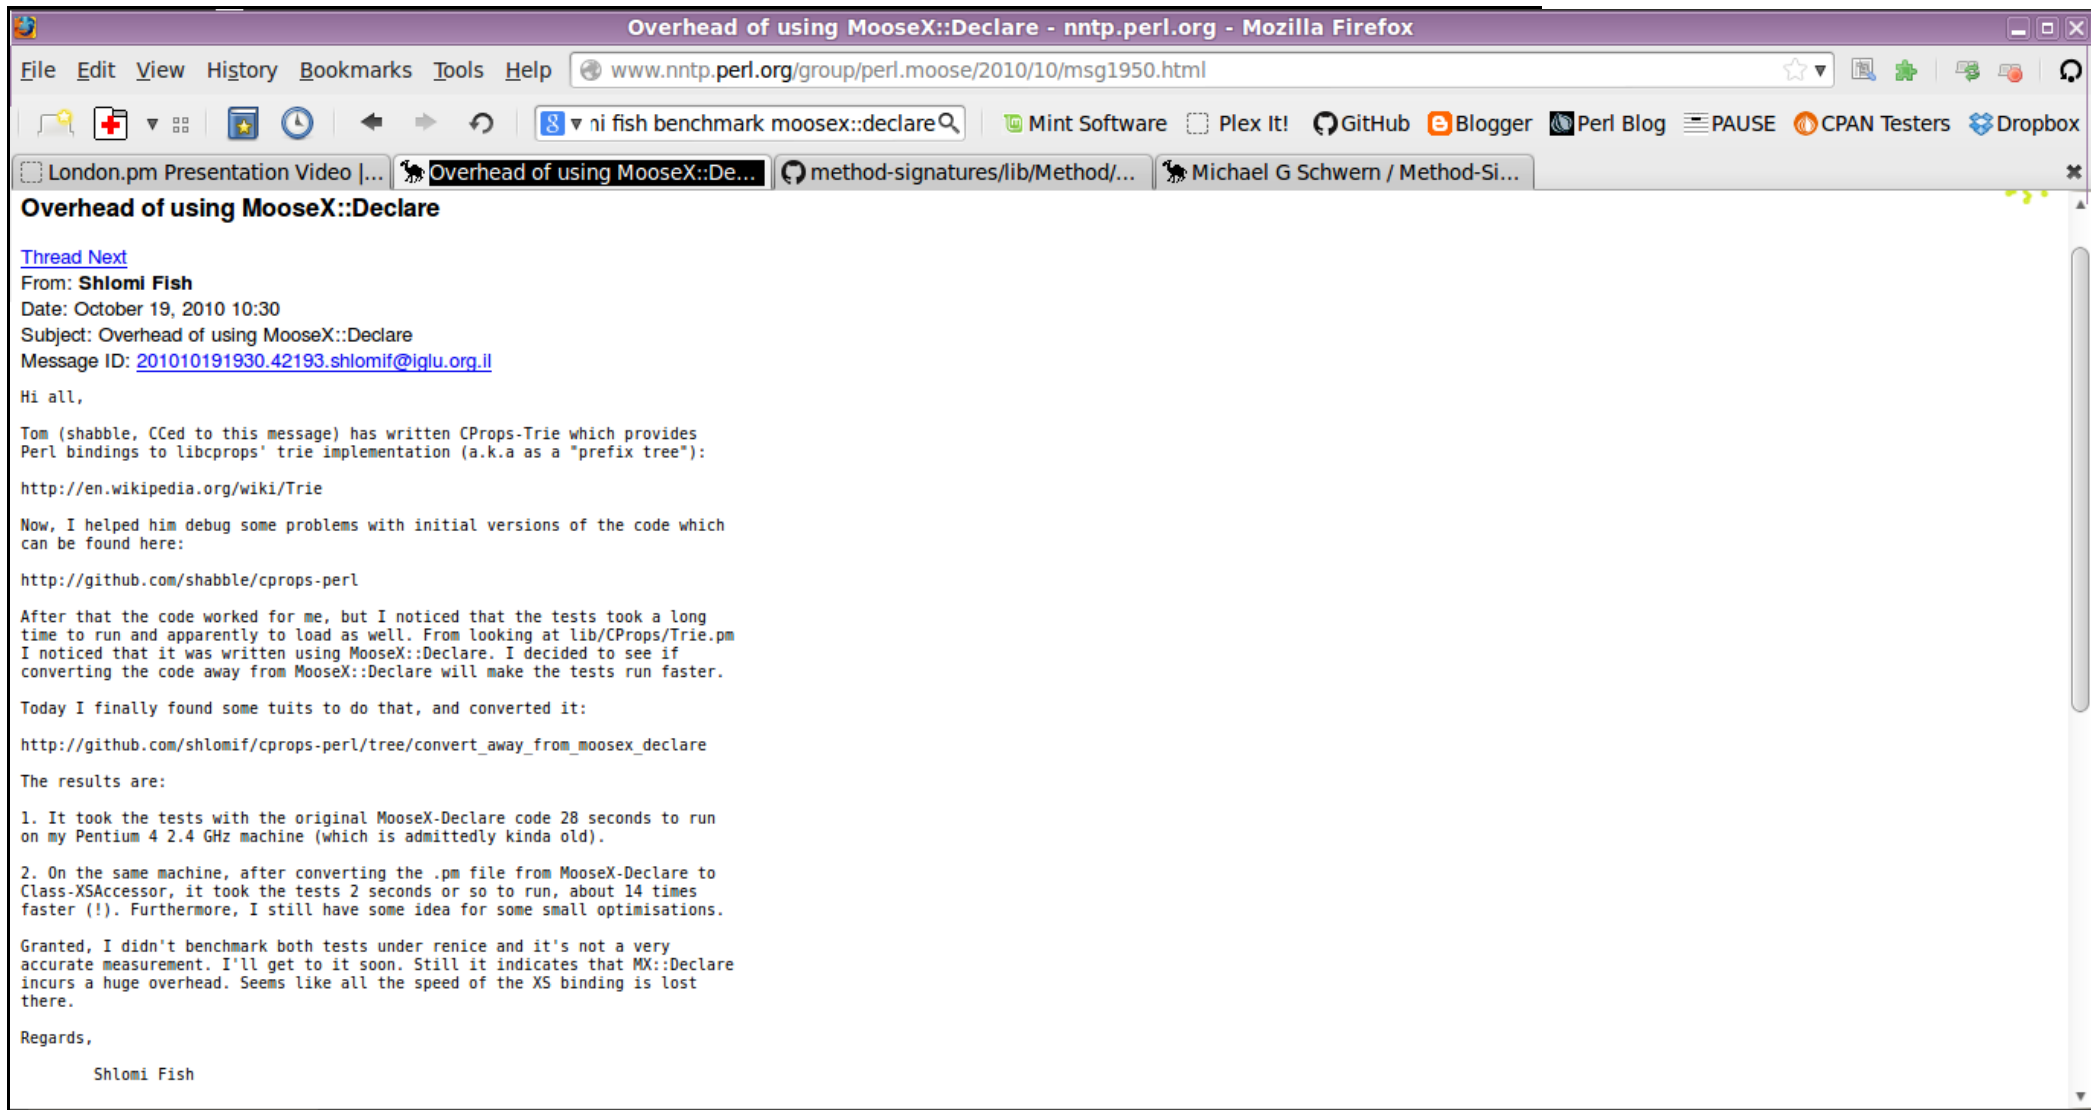 Overhead of using MooseX::Declare - nntp.perl.org - Mozilla Firefox
File Edit View History Bookmarks Tools Help www.nntp.perl.org/group/perl.moose/2010/10/msg1950.html
fish benchmark moosex::declare Mint Software Plex It! GitHub Blogger Perl Blog PAUSE CPAN Testers Dropbox
London.pm Presentation Video |... Overhead of using MooseX::De... method-signatures/lib/Method/... Michael G Schwern / Method-Si...
Overhead of using MooseX::Declare
Thread Next
From: Shlomi Fish
Date: October 19, 2010 10:30
Subject: Overhead of using MooseX::Declare
Message ID: 201010191930.42193.shlomif@iglu.org.il
Hi all,
Tom (shabble, CCed to this message) has written CProps-Trie which provides
Perl bindings to libcprops' trie implementation (a.k.a as a "prefix tree"):
http://en.wikipedia.org/wiki/Trie
Now, I helped him debug some problems with initial versions of the code which
can be found here:
http://github.com/shabble/cprops-perl
After that the code worked for me, but I noticed that the tests took a long
time to run and apparently to load as well. From looking at lib/CProps/Trie.pm
I noticed that it was written using MooseX::Declare. I decided to see if
converting the code away from MooseX::Declare will make the tests run faster.
Today I finally found some tuits to do that, and converted it:
http://github.com/shlomif/cprops-perl/tree/convert_away_from_moosex_declare
The results are:
1. It took the tests with the original MooseX-Declare code 28 seconds to run
on my Pentium 4 2.4 GHz machine (which is admittedly kinda old).
2. On the same machine, after converting the .pm file from MooseX-Declare to
Class-XSAccessor, it took the tests 2 seconds or so to run, about 14 times
faster (!). Furthermore, I still have some idea for some small optimisations.
Granted, I didn't benchmark both tests under renice and it's not a very
accurate measurement. I'll get to it soon. Still it indicates that MX::Declare
incurs a huge overhead. Seems like all the speed of the XS binding is lost
there.
Regards,
Shlomi Fish